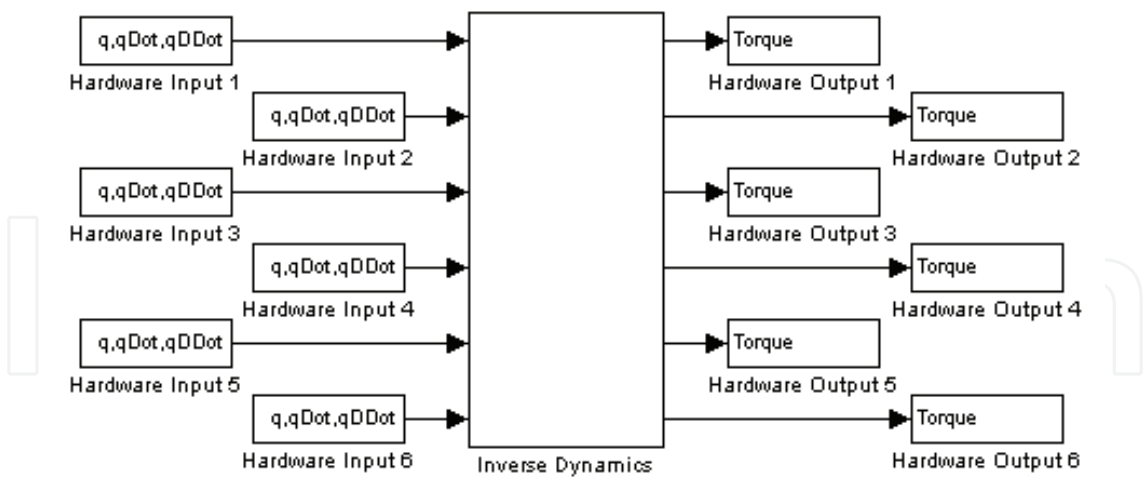 q,qDot,qDDot
Torque
Hardware Input 1
Hardware Output 1
q,qDot,qDDot
Torque
Hardware Input 2
Hardware Output 2
q,qDot,qDDot
Torque
Hardware Input 3
Hardware Output 3
q,qDot,qDDot
Torque
Hardware Input 4
Hardware Output 4
q,qDot,qDDot
Torque
Hardware Input 5
Hardware Output 5
q,qDot,qDDot
Torque
Hardware Input 6
Inverse Dynamics
Hardware Output 6